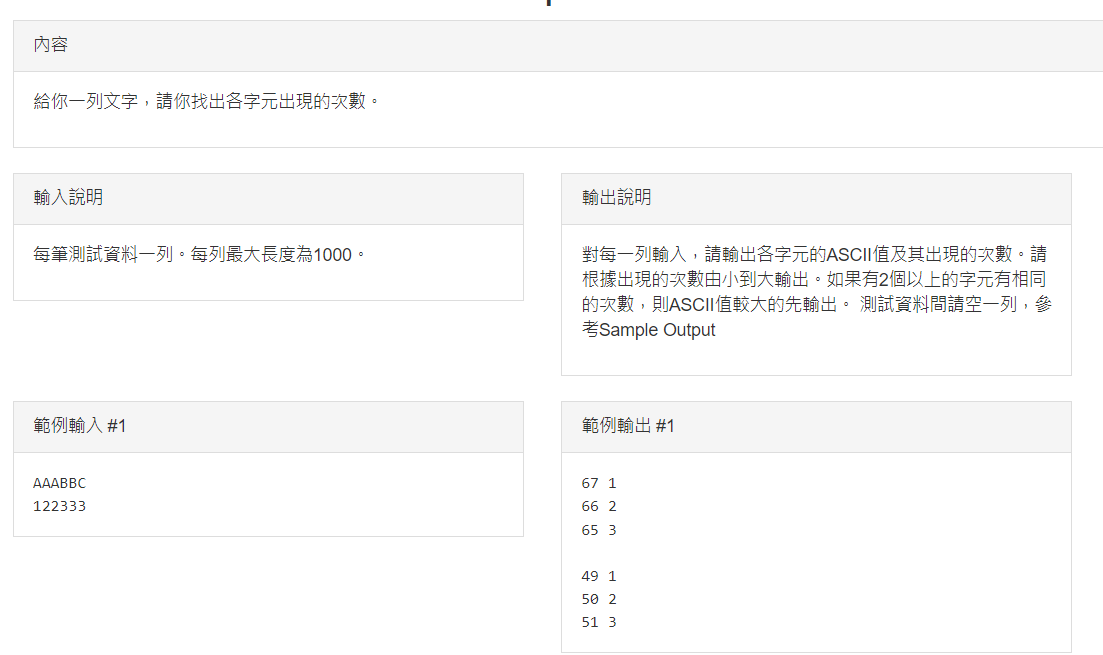 內容
給你一列文字，請你找出各字元出現的次數。
輸入說明
每筆測試資料一列。每列最大長度為1000。
輸出說明
對每一列輸入，請輸出各字元的ASCII值及其出現的次數。請
根據出現的次數由小到大輸出。如果有2個以上的字元有相同
的次數，則ASCII值較大的先輸出。 測試資料間請空一列，參
考Sample Output
範例輸入 #1
AAABBC
122333
範例輸出 #1
67 1
66 2
65 3
49 1
50 2
51 3